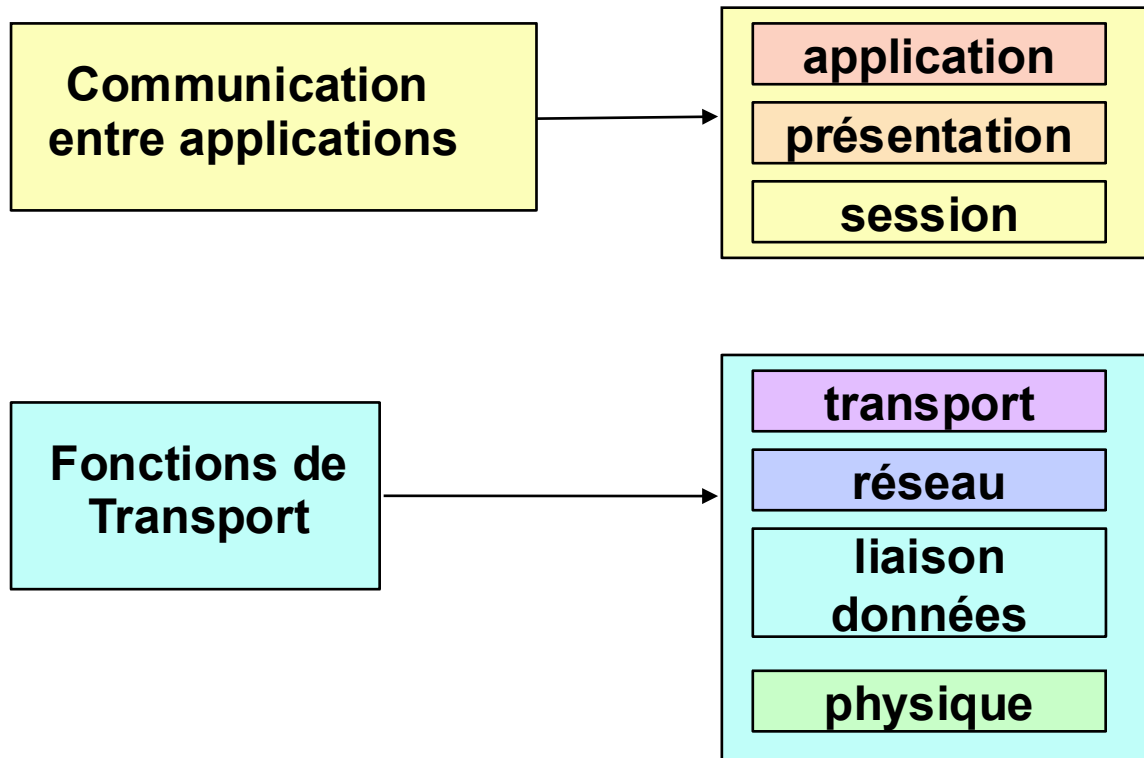 Communication
entre applications
application
présentation
session
Fonctions de
Transport
transport
réseau
liaison
données
physique